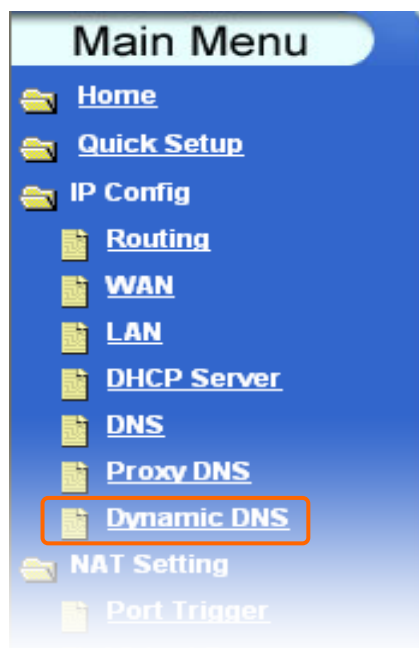 Main Menu
Home
Quick Setup
IP Config
Routing
WAN
LAN
DHCP Server
DNS
Proxy DNS
Dynamic DNS
NAT Setting
Port Trigger